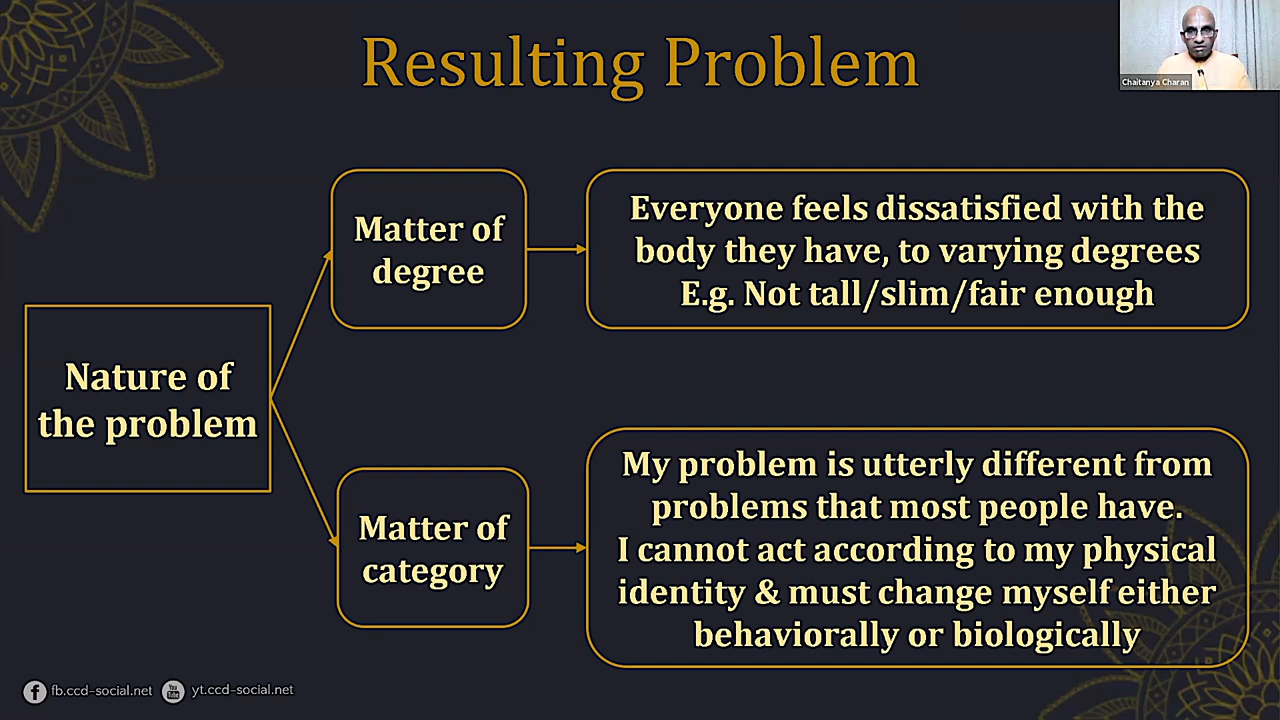 Resulting Problem
Chaitanya Charan
Nature of
the problem
Matter of
degree
Everyone feels dissatisfied with the
body they have, to varying degrees
E.g. Not tall/slim/fair enough
Matter of
category
My problem is utterly different from
problems that most people have.
I cannot act according to my physical
identity & must change myself either
behaviorally or biologically
f fb.ccd-social.net You Tube yt.ccd-social.net